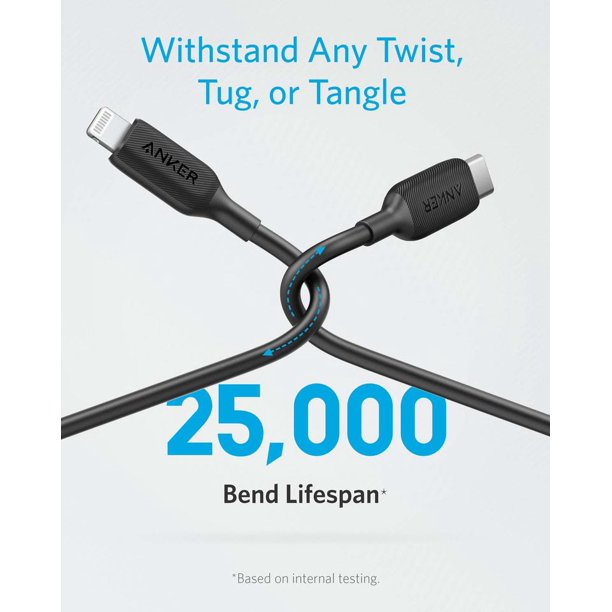 Withstand Any Twist,
Tug, or Tangle
ANKER
ANKER
25,000
Bend Lifespan*
*Based on internal testing.